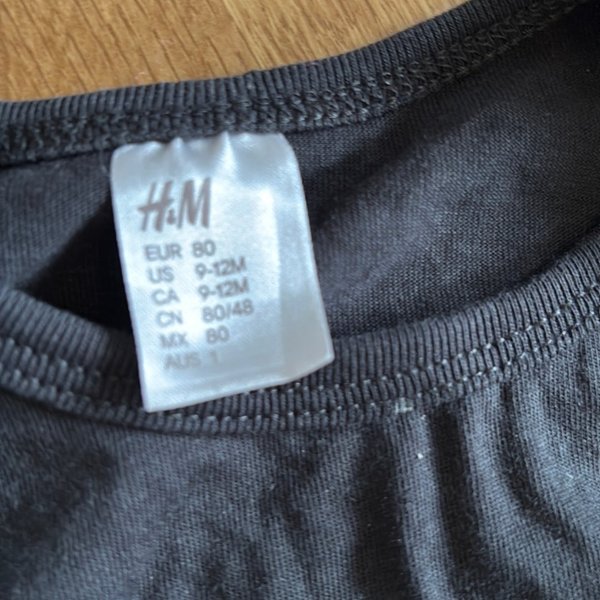 H&M
EUR 80
US 9-12M
CA 9-12M
CN 80/48
MX 80
AUS 1